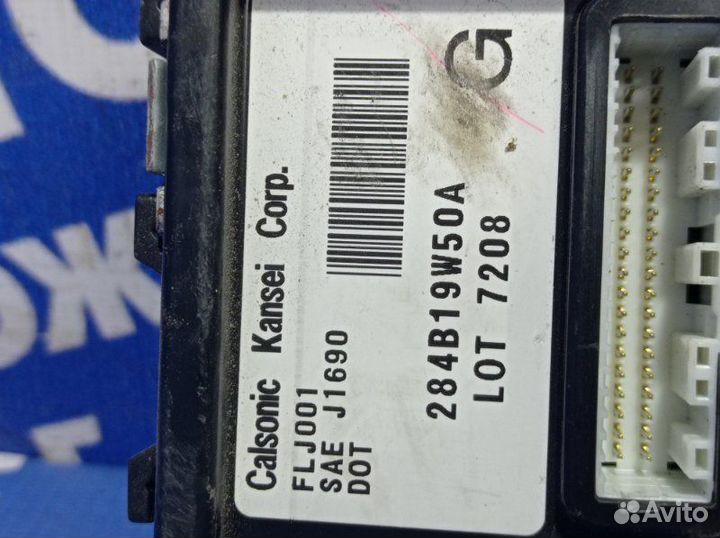 G
Calsonic Kansei Corp.
FLJ001
SAE J1690
DOT
284B19W50A
LOT 7208
Avito